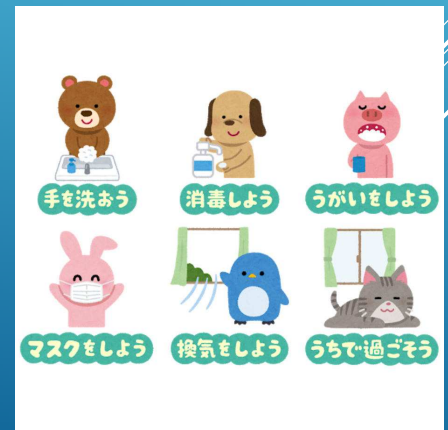 手を洗おう
消毒しよう
うがいをしよう
マスクをしよう
換気をしよう
うちで過ごそう